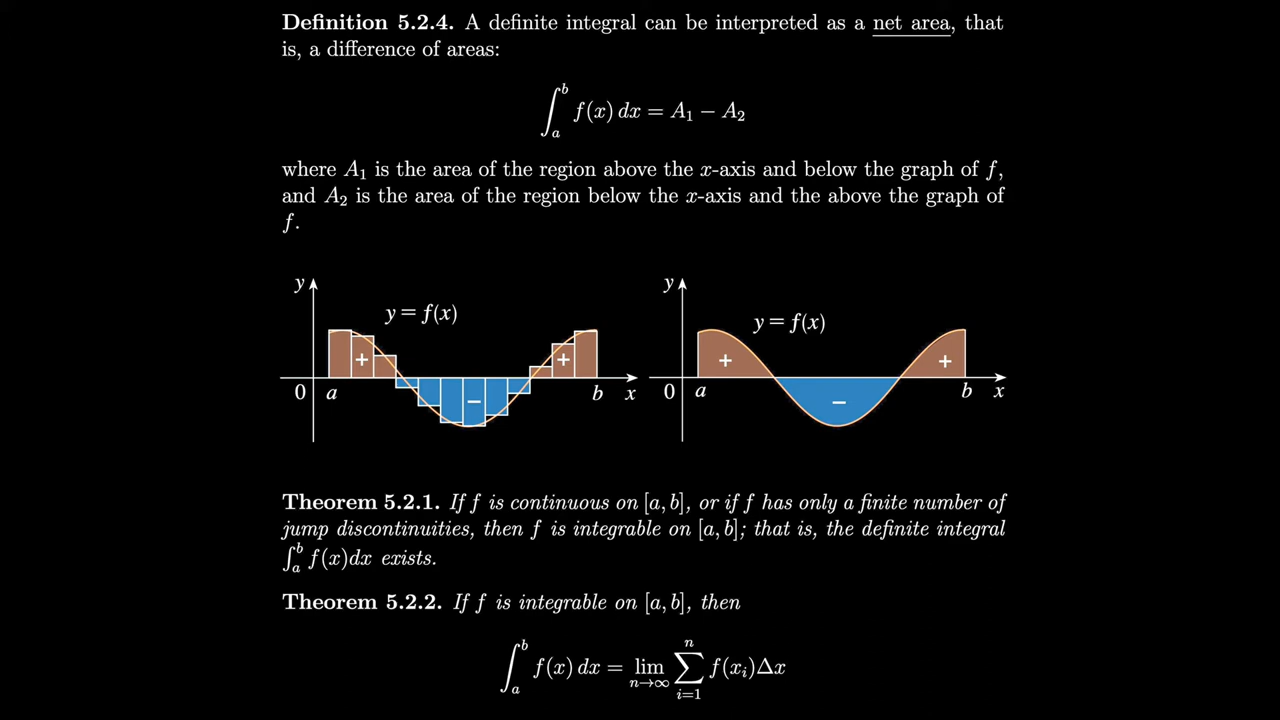 Definition 5.2.4. A definite integral can be interpreted as a net area, that
is, a difference of areas:
∫_a^b f(x) dx = A₁ − A₂
where A₁ is the area of the region above the x-axis and below the graph of f,
and A₂ is the area of the region below the x-axis and the above the graph of
f.
y
y = f(x)
+
−
+
0 a b x
y
y = f(x)
+
−
+
0 a b x
Theorem 5.2.1. If f is continuous on [a, b], or if f has only a finite number of
jump discontinuities, then f is integrable on [a, b]; that is, the definite integral
∫_a^b f(x)dx exists.
Theorem 5.2.2. If f is integrable on [a, b], then
∫_a^b f(x) dx = lim_{n→∞} ∑_{i=1}^n f(x_i)Δx